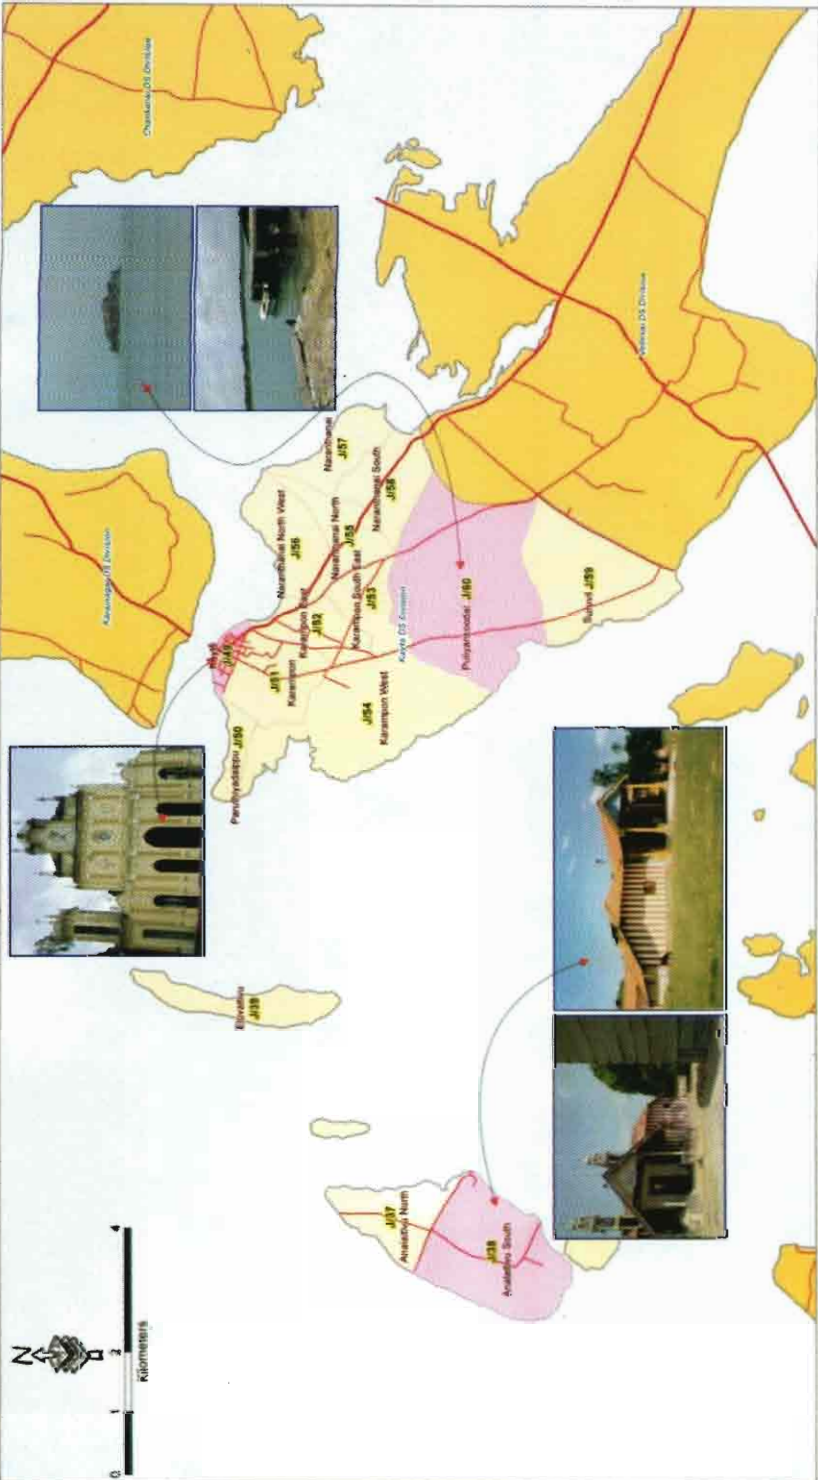 N
0 1 2 4
Kilometers
Chankanai DS Division
Karainagar DS Division
Kayts
J/49
Paruthiyadaippu J/50
J/51
Karampon
Karampon East
J/52
Naranthanai North West
J/56
Naranthanai
J/57
Naranthanai North
J/55
Naranthanai South
J/58
Karampon South East
J/53
J/54
Karampon West
Kayts DS Division
Puliyankoodal J/60
Suruvil J/59
Velanai DS Division
Eluvaitivu
J/39
J/37
Analaitivu North
J/38
Analaitivu South